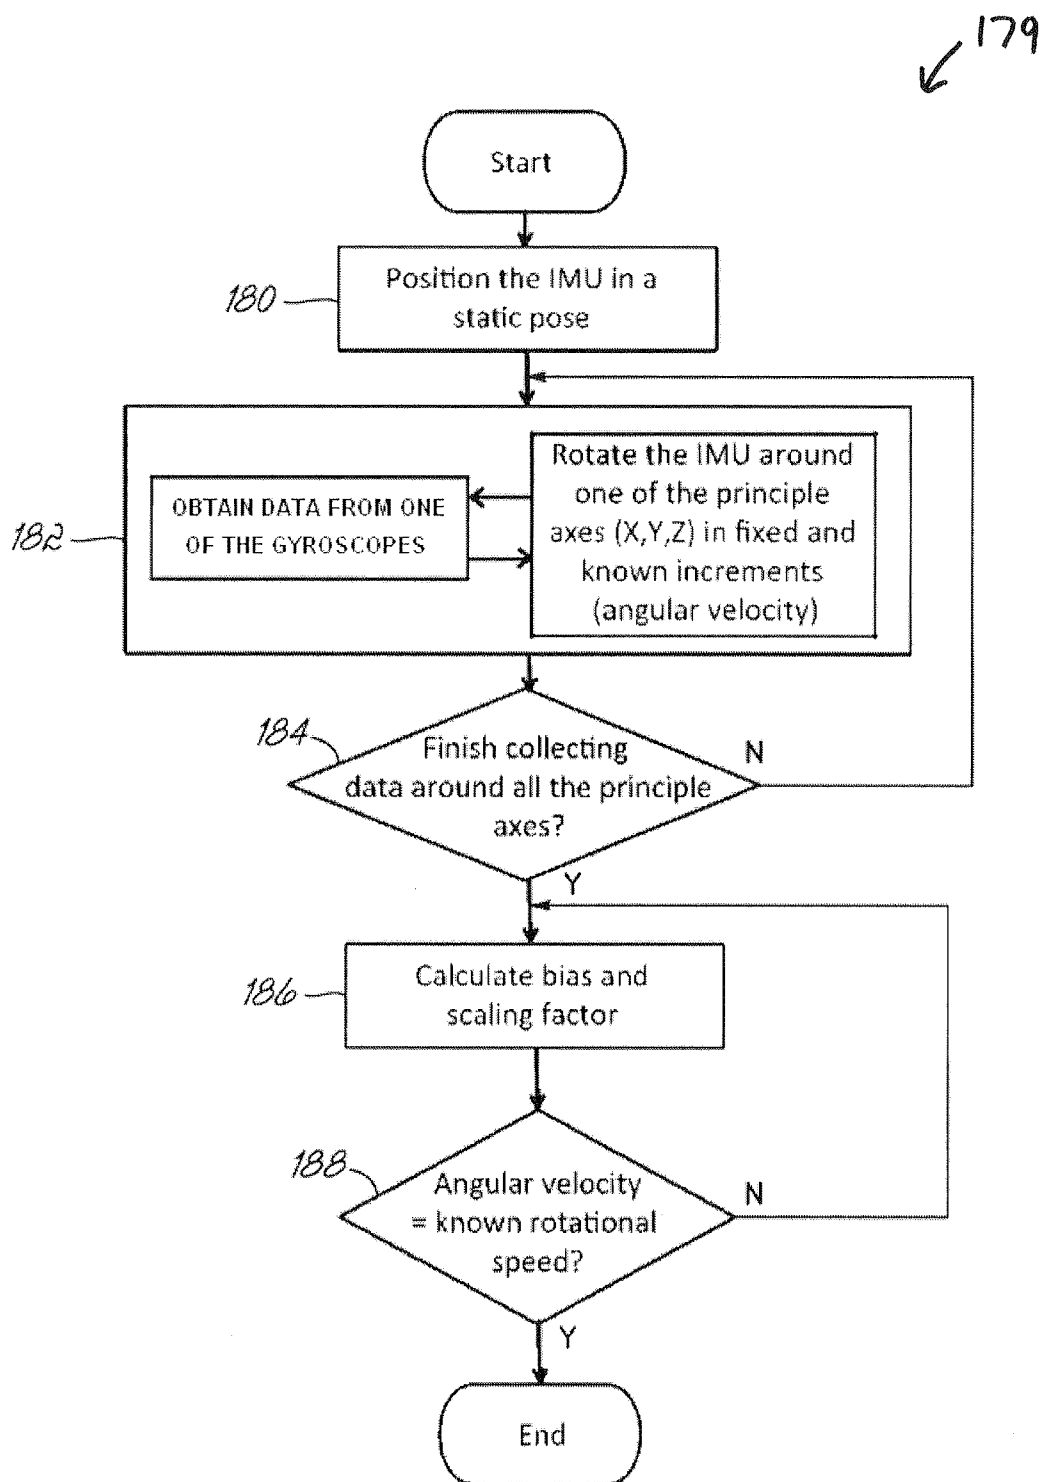 179
Start
180
Position the IMU in a
static pose
182
OBTAIN DATA FROM ONE
OF THE GYROSCOPES
Rotate the IMU around
one of the principle
axes (X,Y,Z) in fixed and
known increments
(angular velocity)
184
Finish collecting
data around all the principle
axes?
N
Y
186
Calculate bias and
scaling factor
188
Angular velocity
= known rotational
speed?
N
Y
End